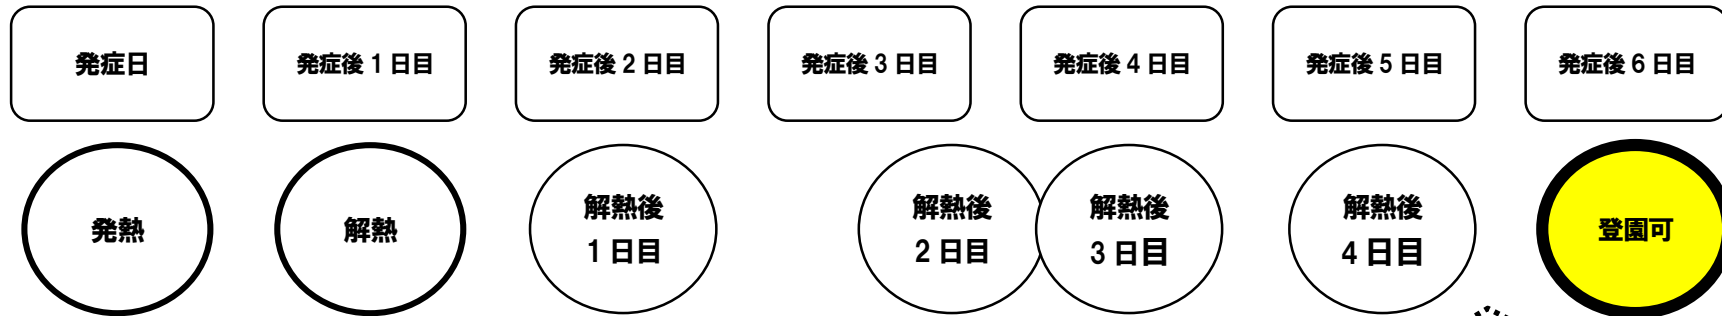 発症日
発症後 1 日目
発症後 2 日目
発症後 3 日目
発症後 4 日目
発症後 5 日目
発症後 6 日目
発熱
解熱
解熱後
1 日目
解熱後
2 日目
解熱後
3 日目
解熱後
4 日目
登園可